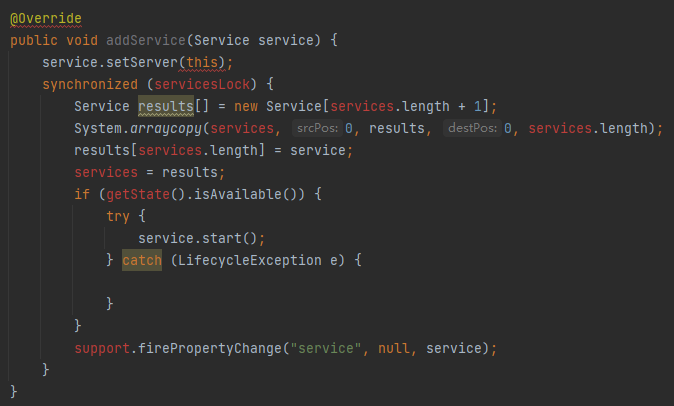 @Override
public void addService(Service service) {
    service.setServer(this);
    synchronized (servicesLock) {
        Service results[] = new Service[services.length + 1];
        System.arraycopy(services, srcPos: 0, results, destPos: 0, services.length);
        results[services.length] = service;
        services = results;
        if (getState().isAvailable()) {
            try {
                service.start();
            } catch (LifecycleException e) {

            }
        }
        support.firePropertyChange("service", null, service);
    }
}